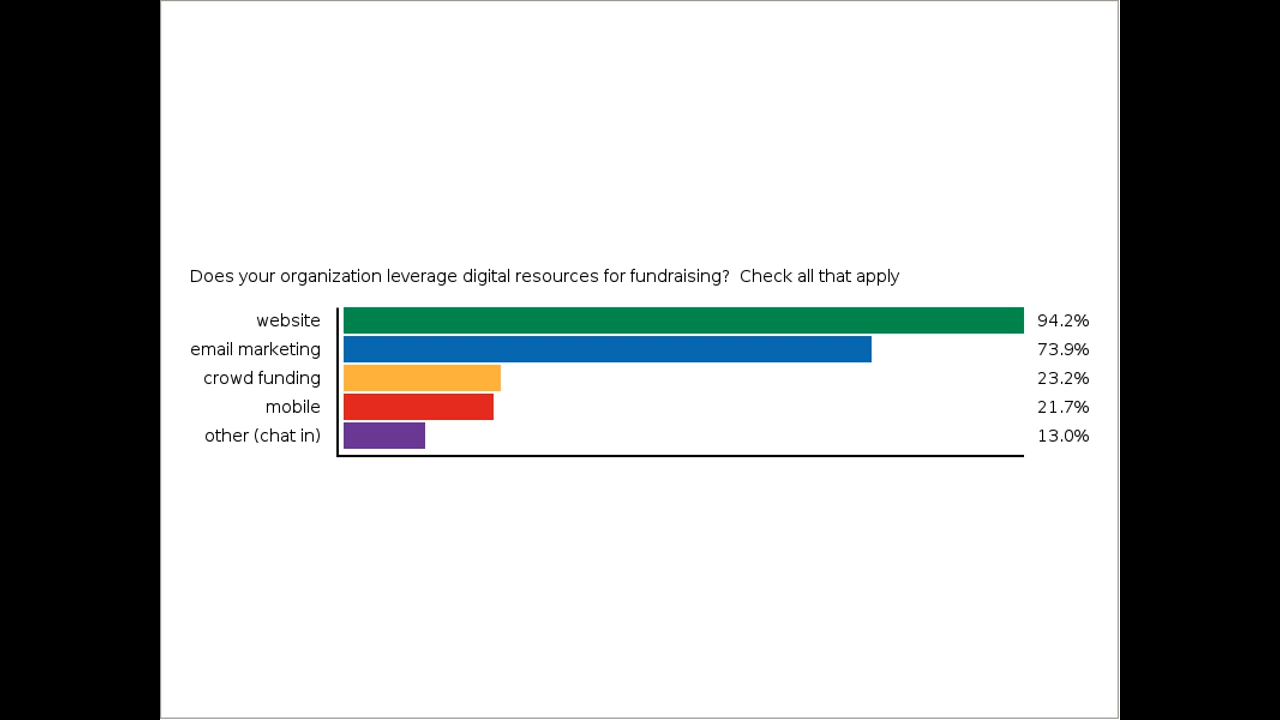 Does your organization leverage digital resources for fundraising?  Check all that apply
website 94.2%
email marketing 73.9%
crowd funding 23.2%
mobile 21.7%
other (chat in) 13.0%